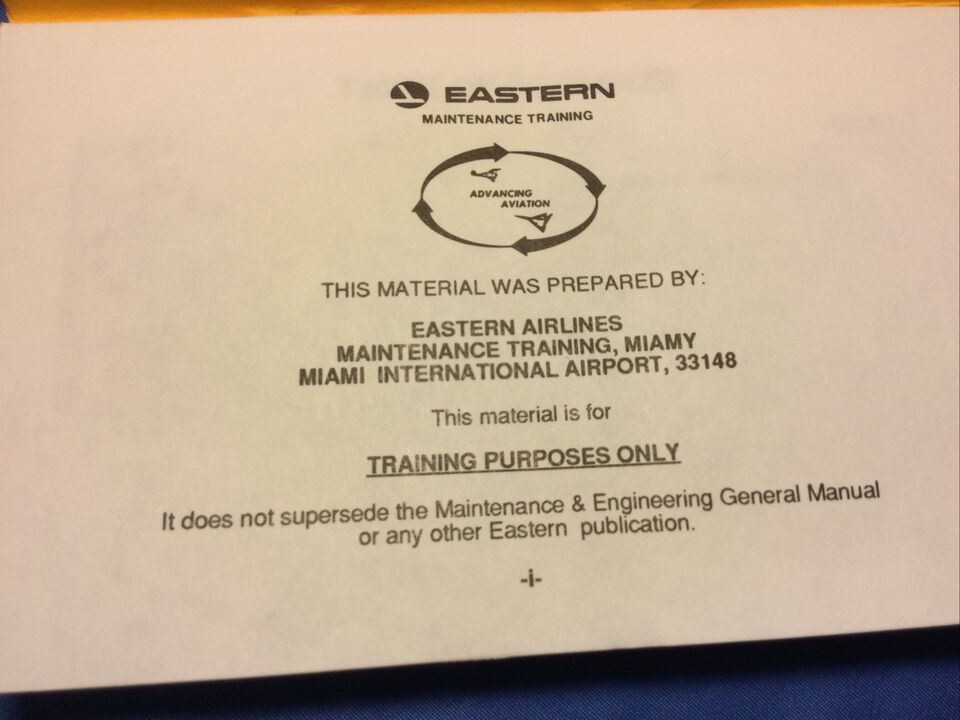 EASTERN
MAINTENANCE TRAINING
ADVANCING
AVIATION
THIS MATERIAL WAS PREPARED BY:
EASTERN AIRLINES
MAINTENANCE TRAINING, MIAMY
MIAMI INTERNATIONAL AIRPORT, 33148
This material is for
TRAINING PURPOSES ONLY
It does not supersede the Maintenance & Engineering General Manual
or any other Eastern publication.
-i-